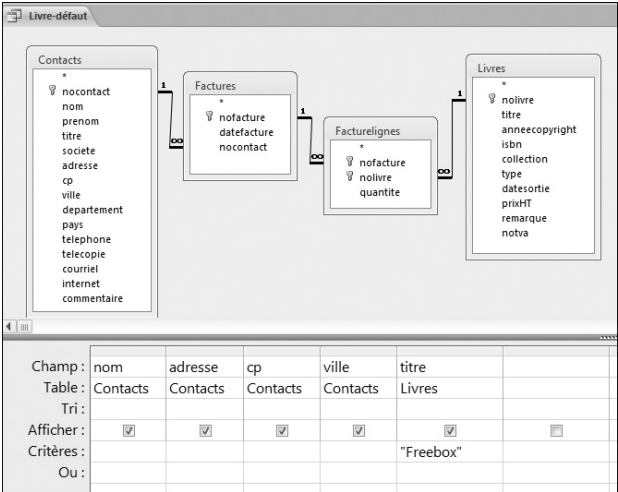 Livre-défaut
Contacts
*
nocontact
nom
prenom
titre
societe
adresse
cp
ville
departement
pays
telephone
telecopie
courriel
internet
commentaire
1
∞
Factures
*
nofacture
datefacture
nocontact
1
∞
Facturelignes
*
nofacture
nolivre
quantite
1
∞
Livres
*
nolivre
titre
anneecopyright
isbn
collection
type
datesortie
prixHT
remarque
notva
Champ : nom adresse cp ville titre
Table : Contacts Contacts Contacts Contacts Livres
Tri :
Afficher :
Critères : "Freebox"
Ou :